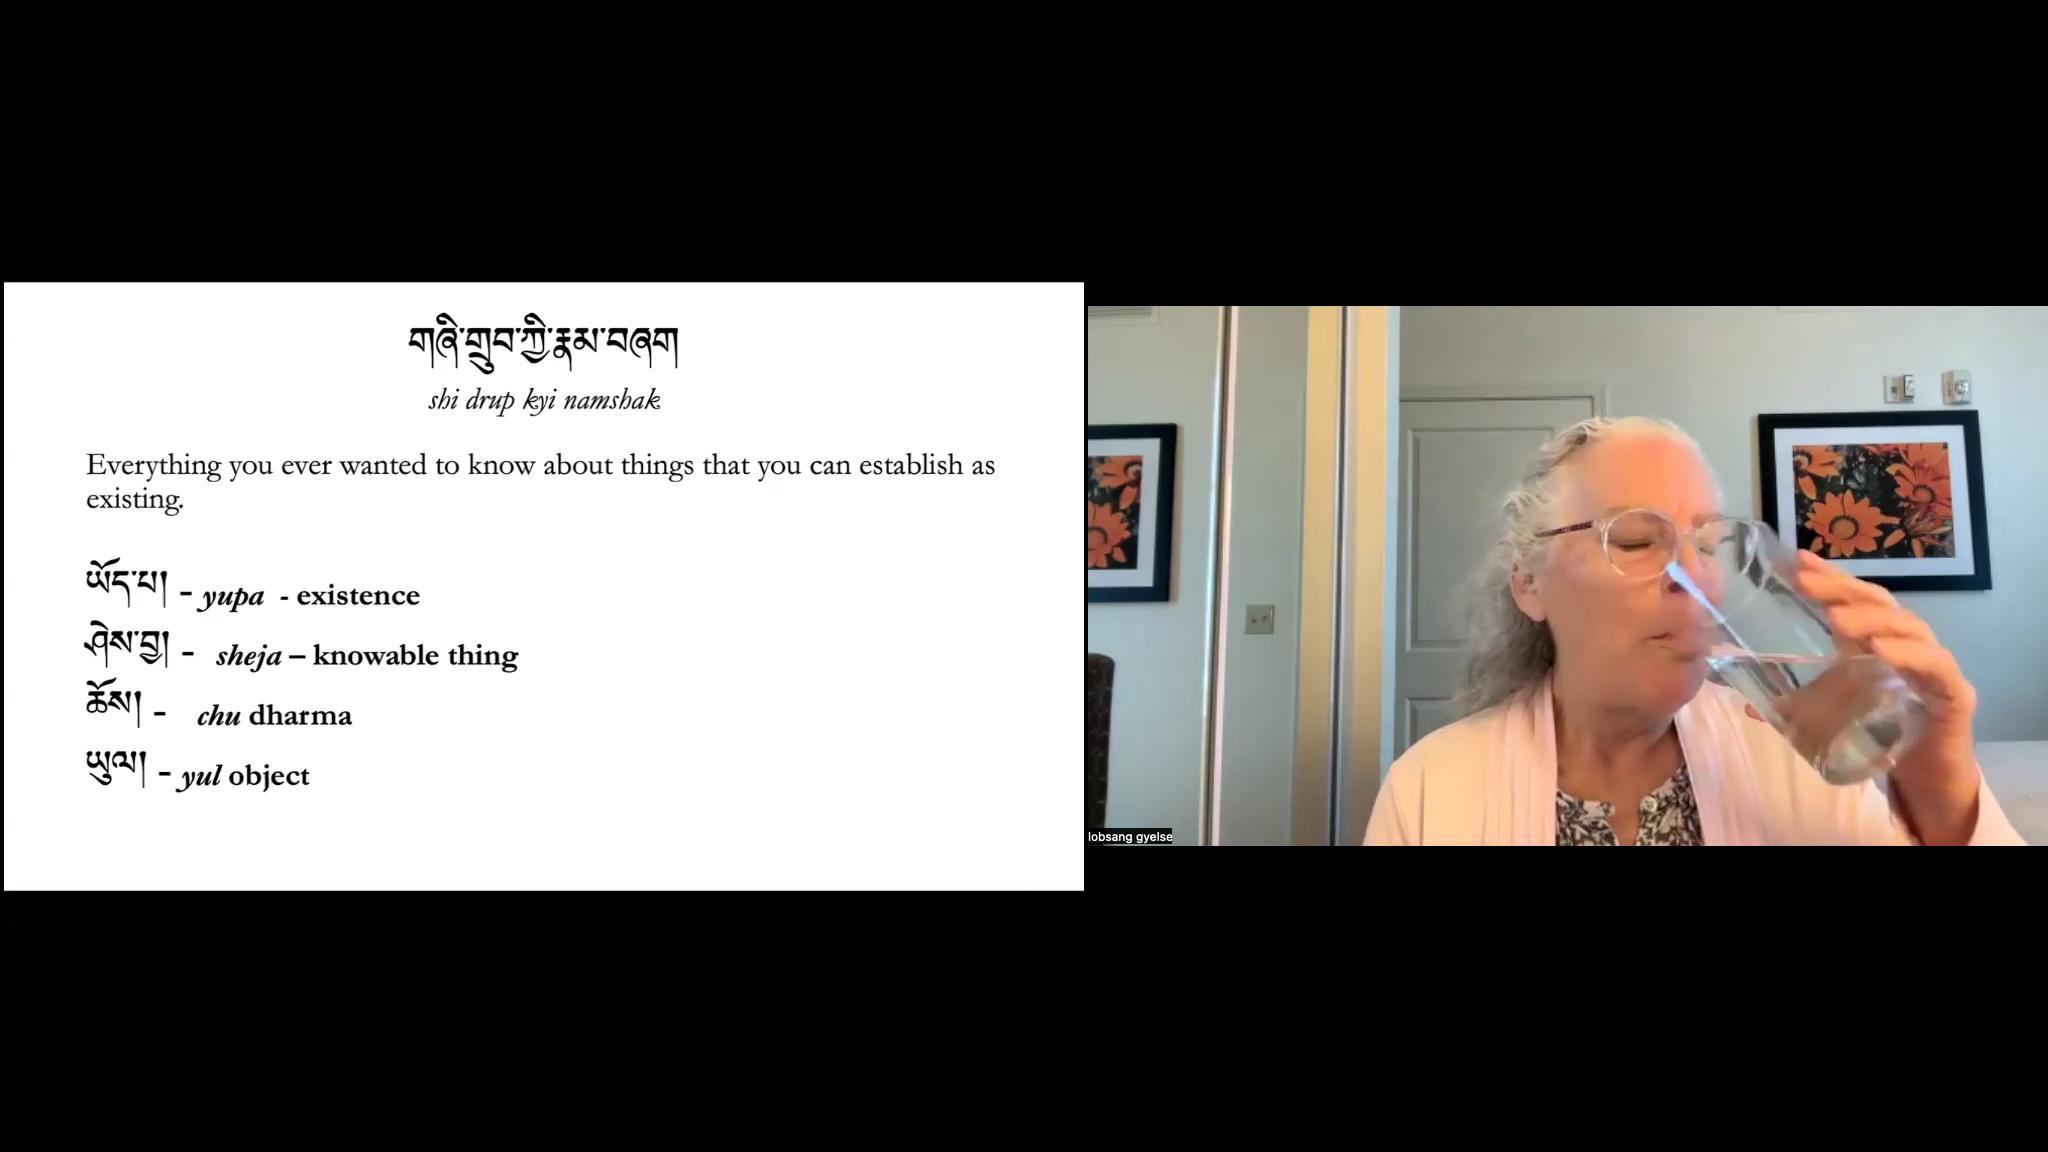 གཞི་གྲུབ་ཀྱི་རྣམ་བཞག
shi drup kyi namshak
Everything you ever wanted to know about things that you can establish as
existing.
ཡོད་པ། - yupa - existence
ཤེས་བྱ། - sheja – knowable thing
ཆོས། - chu dharma
ཡུལ། - yul object
lobsang gyelse